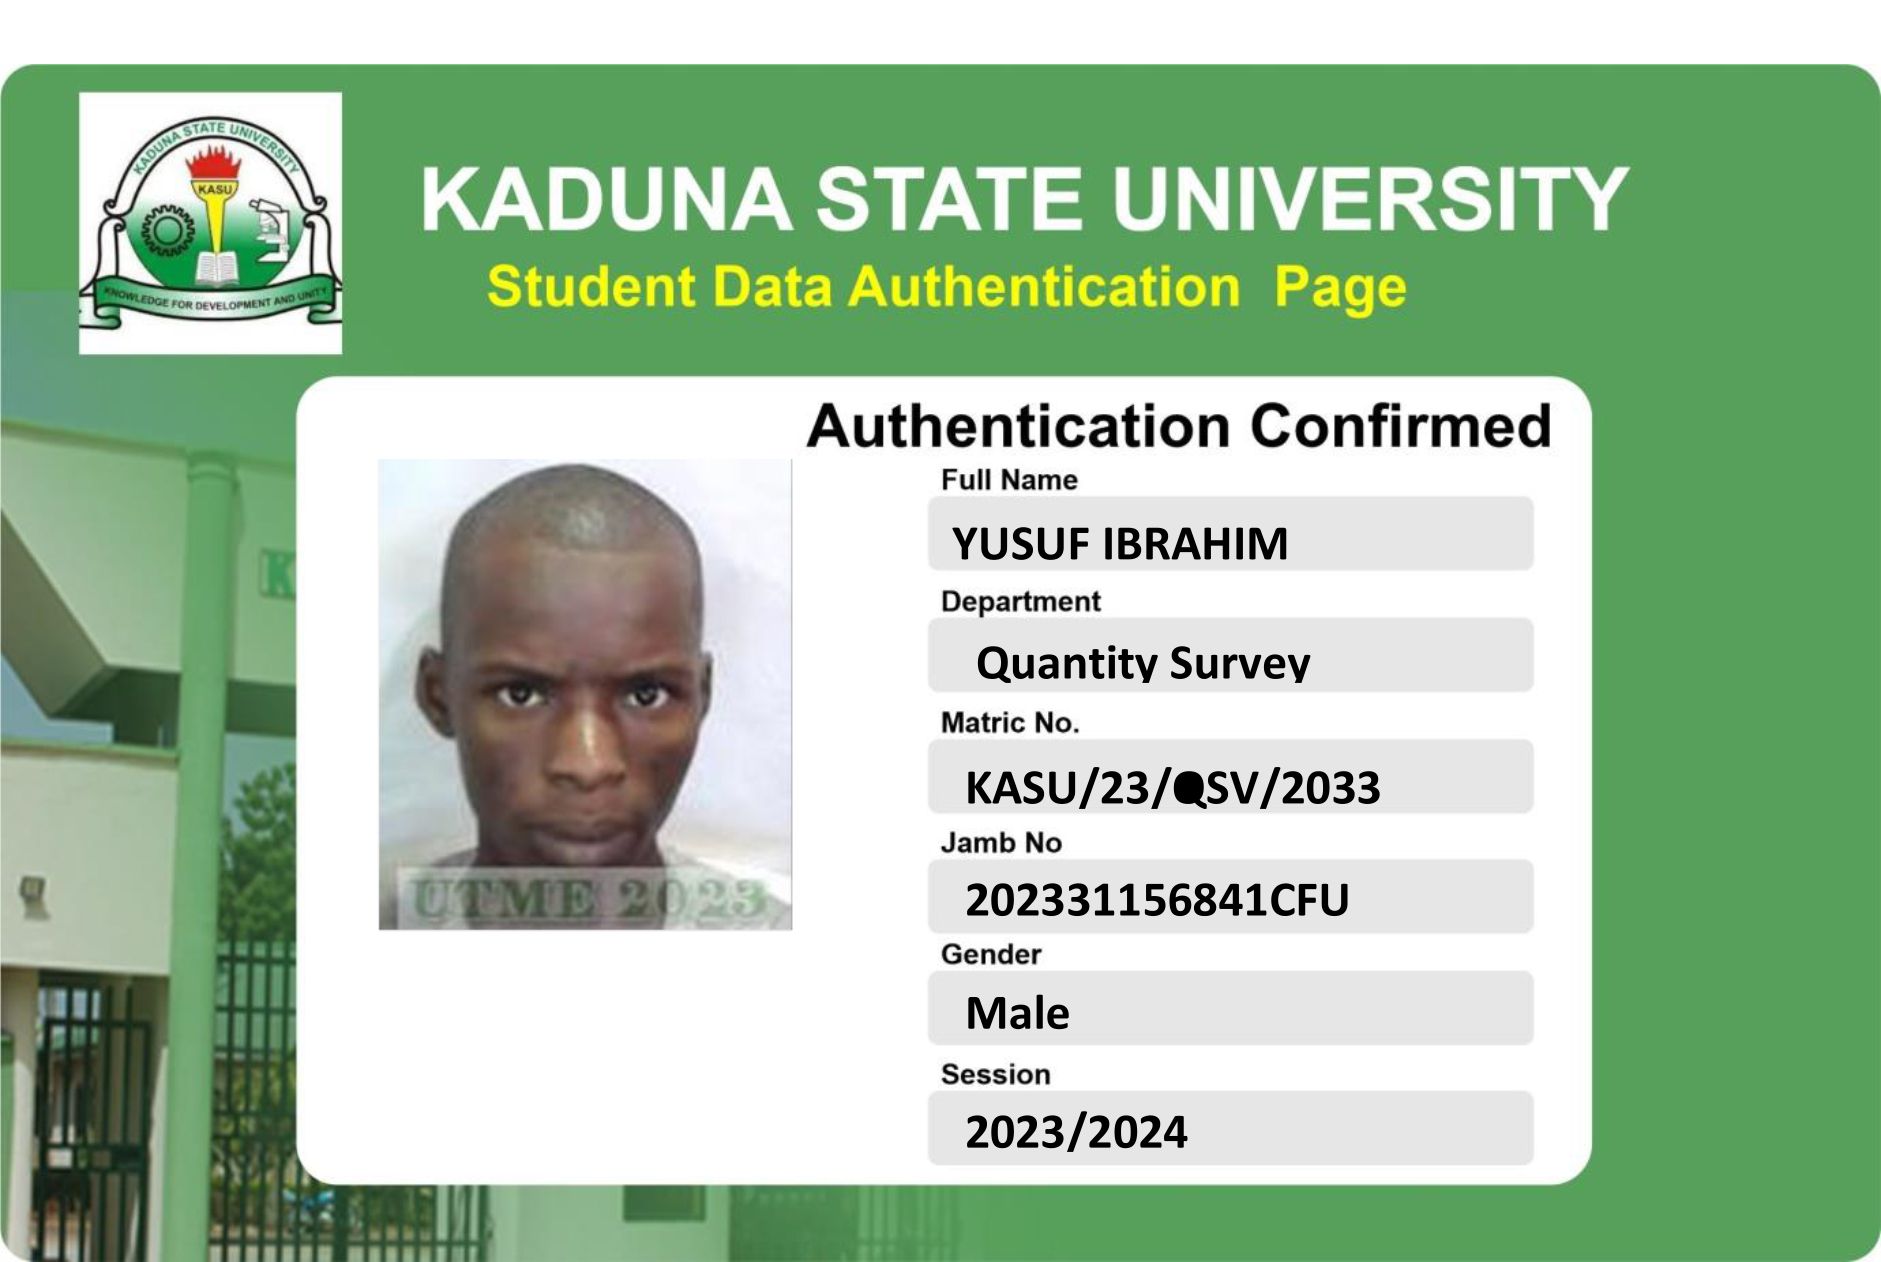 KADUNA STATE UNIVERSITY
KASU
KNOWLEDGE FOR DEVELOPMENT AND UNITY
KADUNA STATE UNIVERSITY
Student Data Authentication Page
Authentication Confirmed
K
UTME 2023
Full Name
YUSUF IBRAHIM
Department
Quantity Survey
Matric No.
KASU/23/QSV/2033
Jamb No
202331156841CFU
Gender
Male
Session
2023/2024